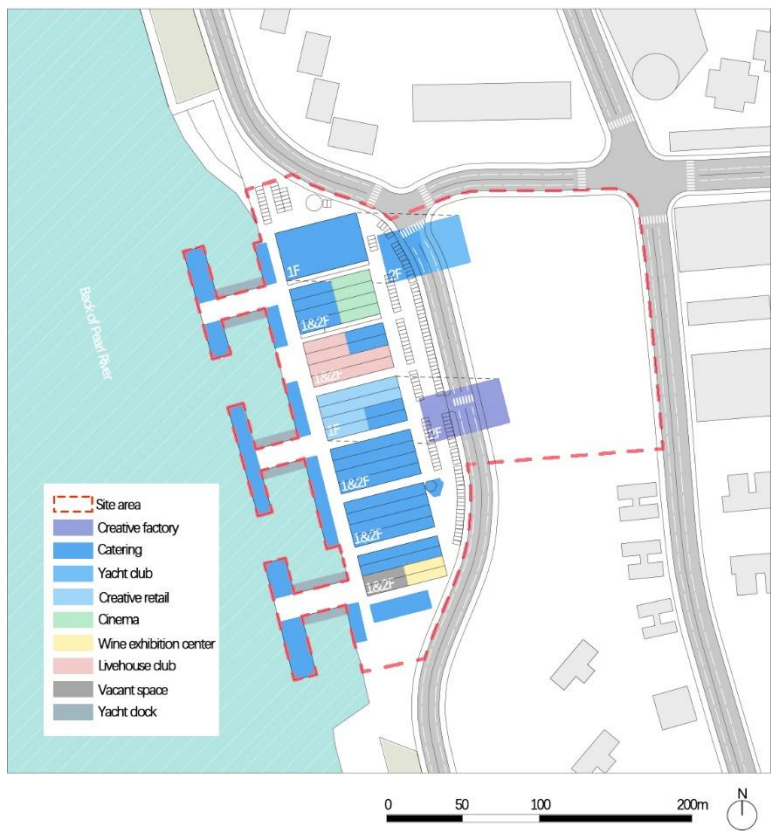 1F
2F
1&2F
1&2F
1F
2F
1&2F
1&2F
1&2F
Back of Pearl River
Site area
Creative factory
Catering
Yacht club
Creative retail
Cinema
Wine exhibition center
Livehouse club
Vacant space
Yacht dock
0 50 100 200m
N